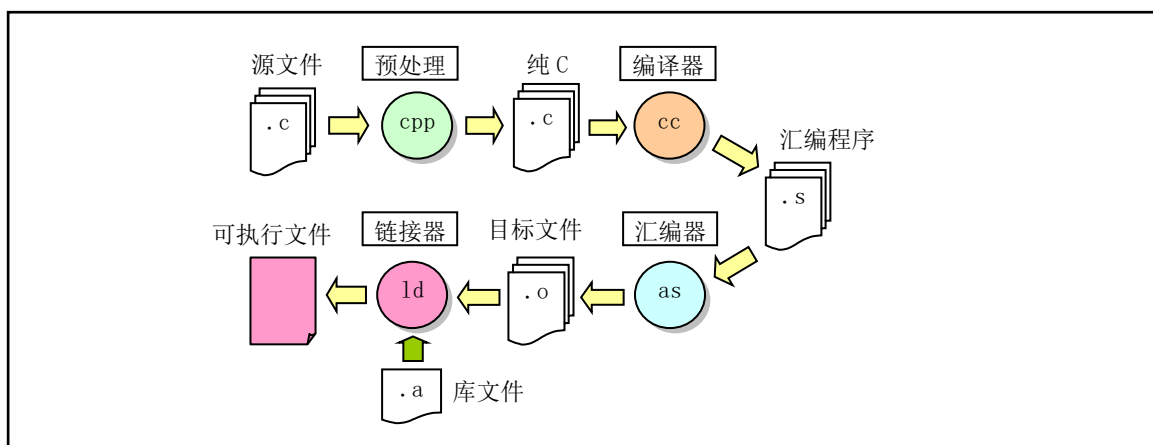 源文件 预处理 纯C 编译器
.c cpp .c cc
汇编程序
.s
可执行文件 链接器 目标文件 汇编器
ld .o as
.a 库文件